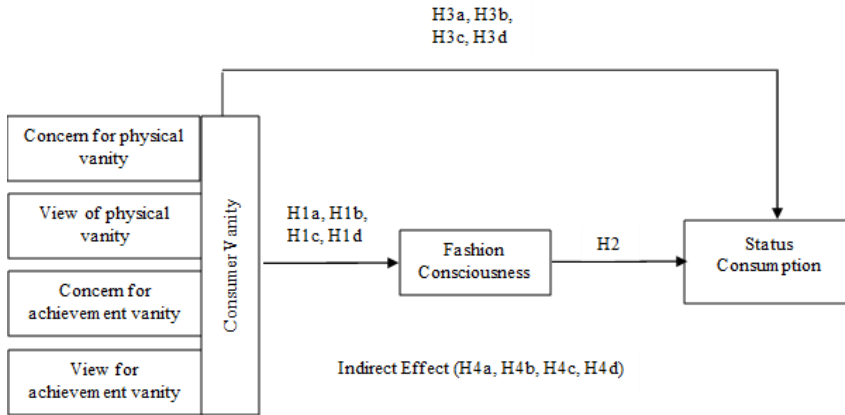 H3a, H3b,
H3c, H3d
Concern for physical
vanity
View of physical
vanity
Concern for
achievement vanity
View for
achievement vanity
Consumer Vanity
H1a, H1b,
H1c, H1d
Fashion
Consciousness
H2
Status
Consumption
Indirect Effect (H4a, H4b, H4c, H4d)